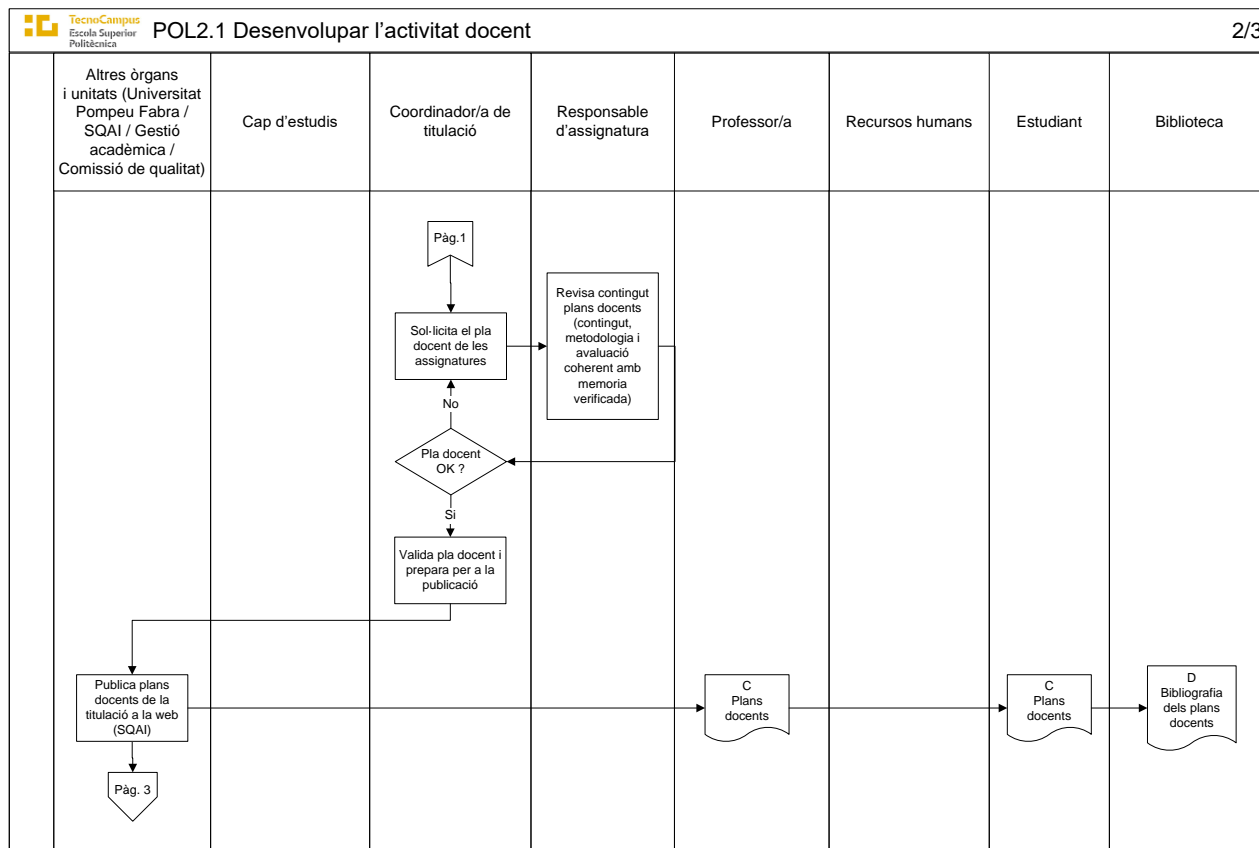 TecnoCampus
Escola Superior
Politècnica
POL2.1 Desenvolupar l'activitat docent
2/3
Altres òrgans
i unitats (Universitat
Pompeu Fabra /
SQAI / Gestió
acadèmica /
Comissió de qualitat)
Cap d'estudis
Coordinador/a de
titulació
Responsable
d'assignatura
Professor/a
Recursos humans
Estudiant
Biblioteca
Pàg.1
Sol·licita el pla
docent de les
assignatures
Revisa contingut
plans docents
(contingut,
metodologia i
avaluació
coherent amb
memoria
verificada)
No
Pla docent
OK ?
Si
Valida pla docent i
prepara per a la
publicació
Publica plans
docents de la
titulació a la web
(SQAI)
C
Plans
docents
C
Plans
docents
D
Bibliografia
dels plans
docents
Pàg. 3